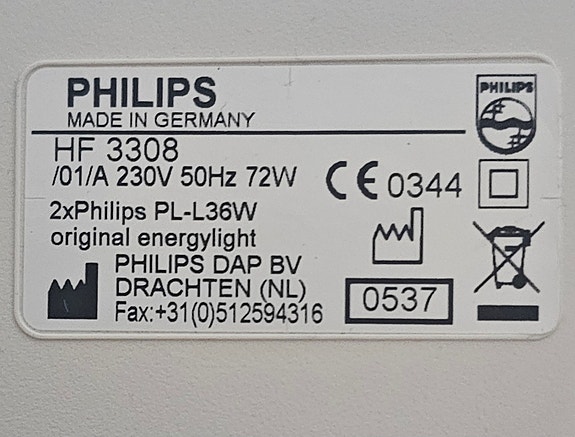 PHILIPS
MADE IN GERMANY
PHILIPS
HF 3308
/01/A 230V 50Hz 72W
CE 0344
2xPhilips PL-L36W
original energylight
PHILIPS DAP BV
DRACHTEN (NL)
Fax:+31(0)512594316
0537